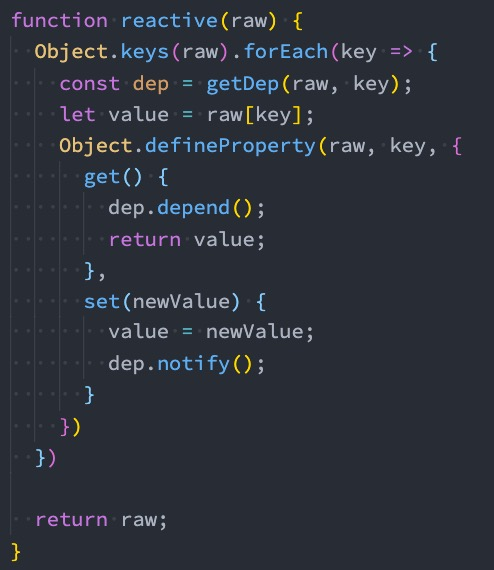 function reactive(raw) {
  Object.keys(raw).forEach(key => {
    const dep = getDep(raw, key);
    let value = raw[key];
    Object.defineProperty(raw, key, {
      get() {
        dep.depend();
        return value;
      },
      set(newValue) {
        value = newValue;
        dep.notify();
      }
    })
  })

  return raw;
}